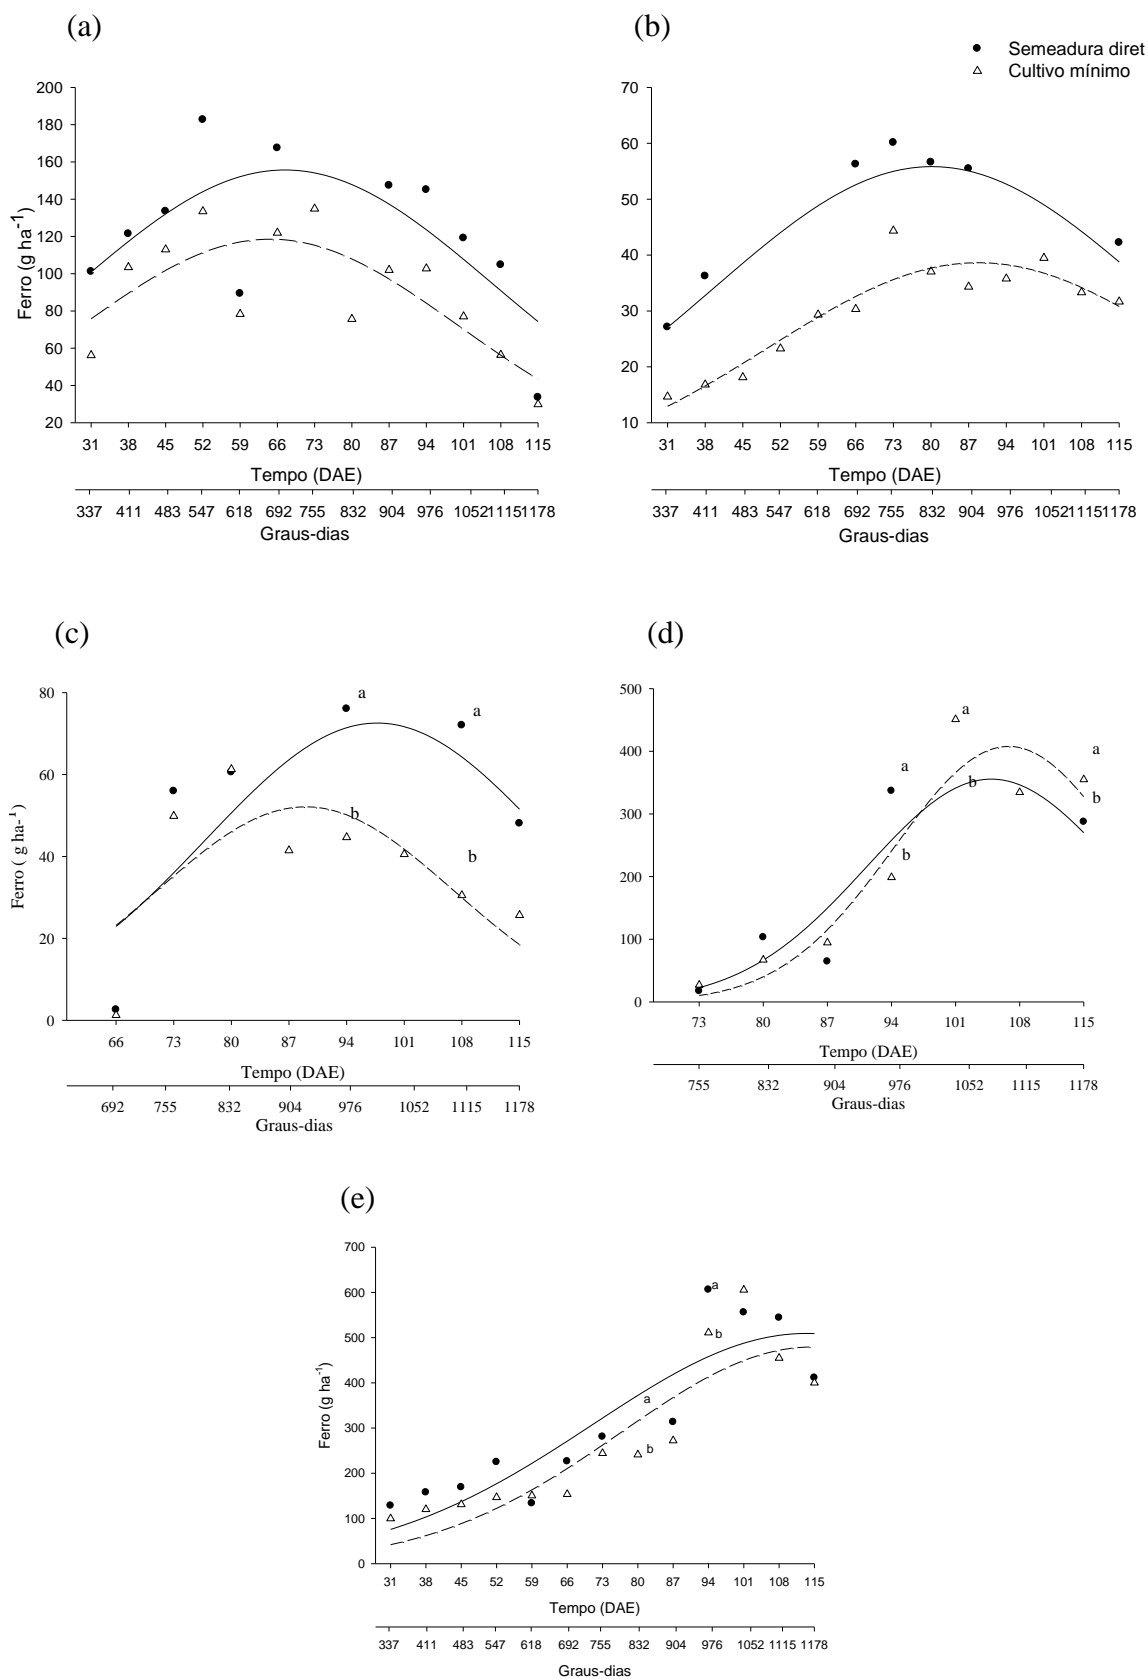 (a)
(b)
Semeadura diret
Cultivo mínimo
200
180
160
140
120
100
80
60
40
20
Ferro (g ha-1)
31 38 45 52 59 66 73 80 87 94 101 108 115
Tempo (DAE)
337 411 483 547 618 692 755 832 904 976 1052 1115 1178
Graus-dias
70
60
50
40
30
20
10
31 38 45 52 59 66 73 80 87 94 101 108 115
Tempo (DAE)
337 411 483 547 618 692 755 832 904 976 1052 1115 1178
Graus-dias
(c)
80
60
40
20
0
Ferro ( g ha-1)
a
a
b
b
66 73 80 87 94 101 108 115
Tempo (DAE)
692 755 832 904 976 1052 1115 1178
Graus-dias
(d)
500
400
300
200
100
0
a
a
a
b
b
b
73 80 87 94 101 108 115
Tempo (DAE)
755 832 904 976 1052 1115 1178
Graus-dias
(e)
700
600
500
400
300
200
100
0
Ferro (g ha-1)
a
b
a
b
31 38 45 52 59 66 73 80 87 94 101 108 115
Tempo (DAE)
337 411 483 547 618 692 755 832 904 976 1052 1115 1178
Graus-dias